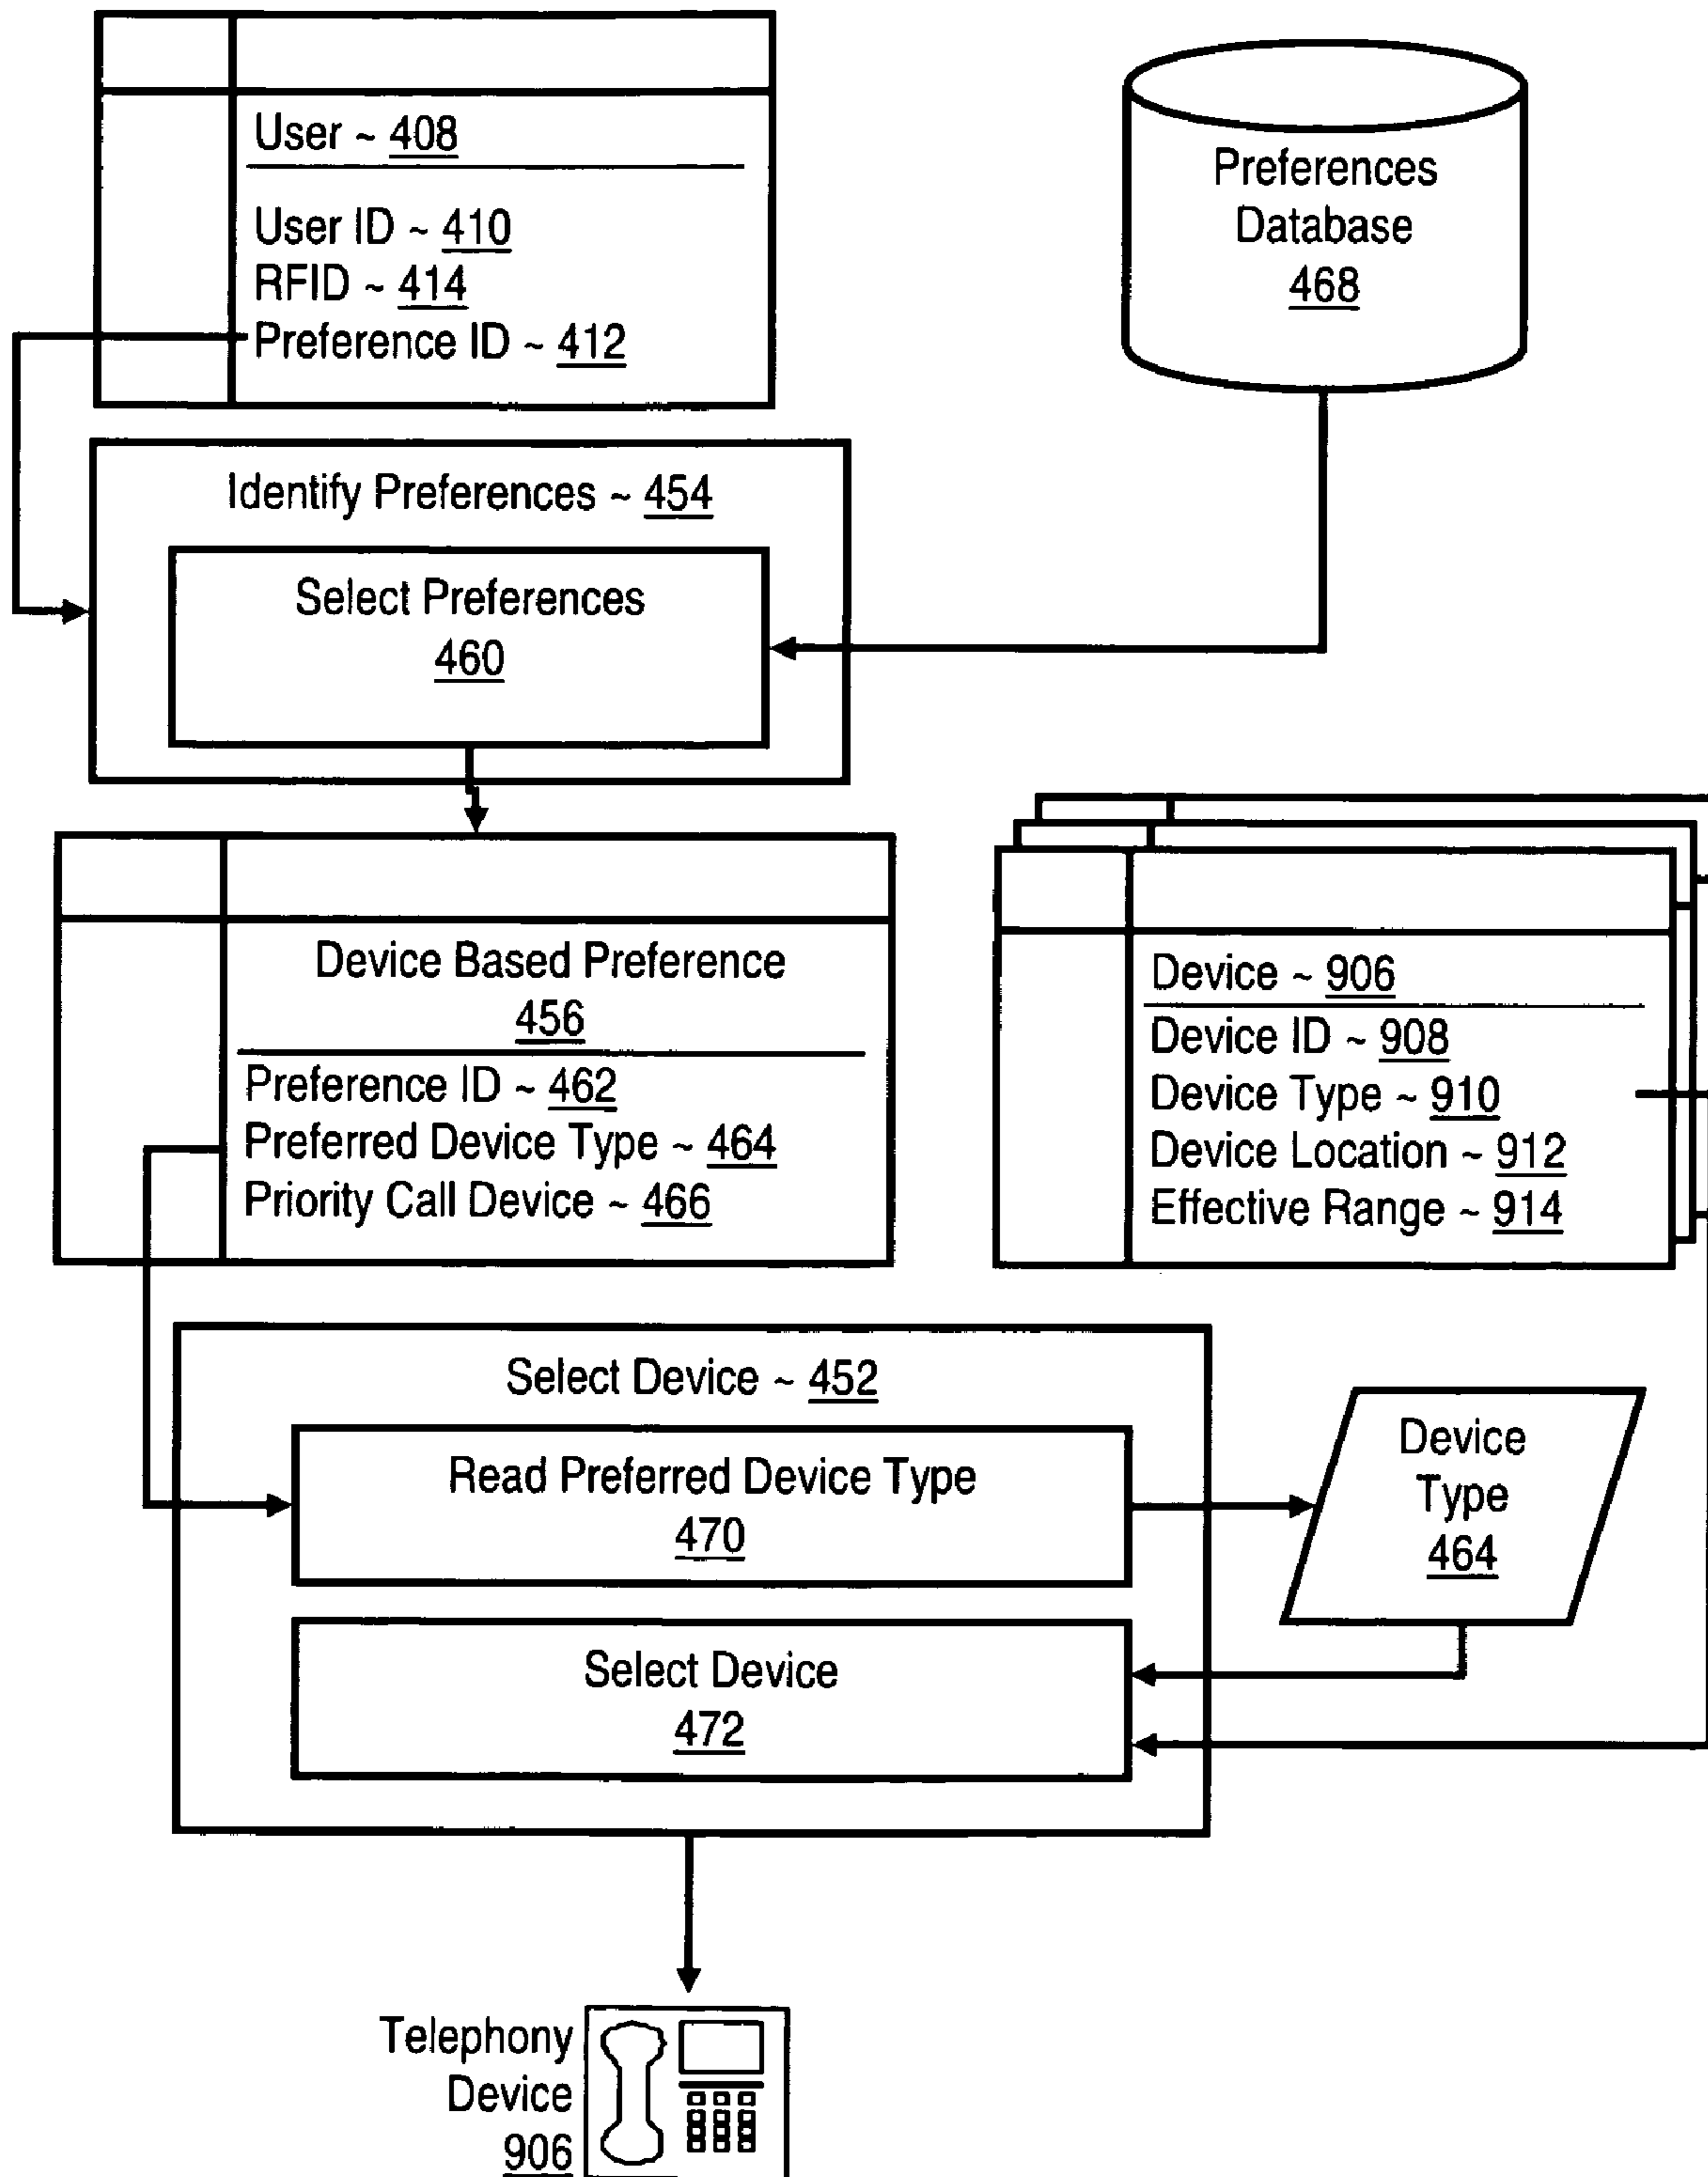 User ~ 408
User ID ~ 410
RFID ~ 414
Preference ID ~ 412
Preferences
Database
468
Identify Preferences ~ 454
Select Preferences
460
Device Based Preference
456
Preference ID ~ 462
Preferred Device Type ~ 464
Priority Call Device ~ 466
Device ~ 906
Device ID ~ 908
Device Type ~ 910
Device Location ~ 912
Effective Range ~ 914
Select Device ~ 452
Read Preferred Device Type
470
Device
Type
464
Select Device
472
Telephony
Device
906